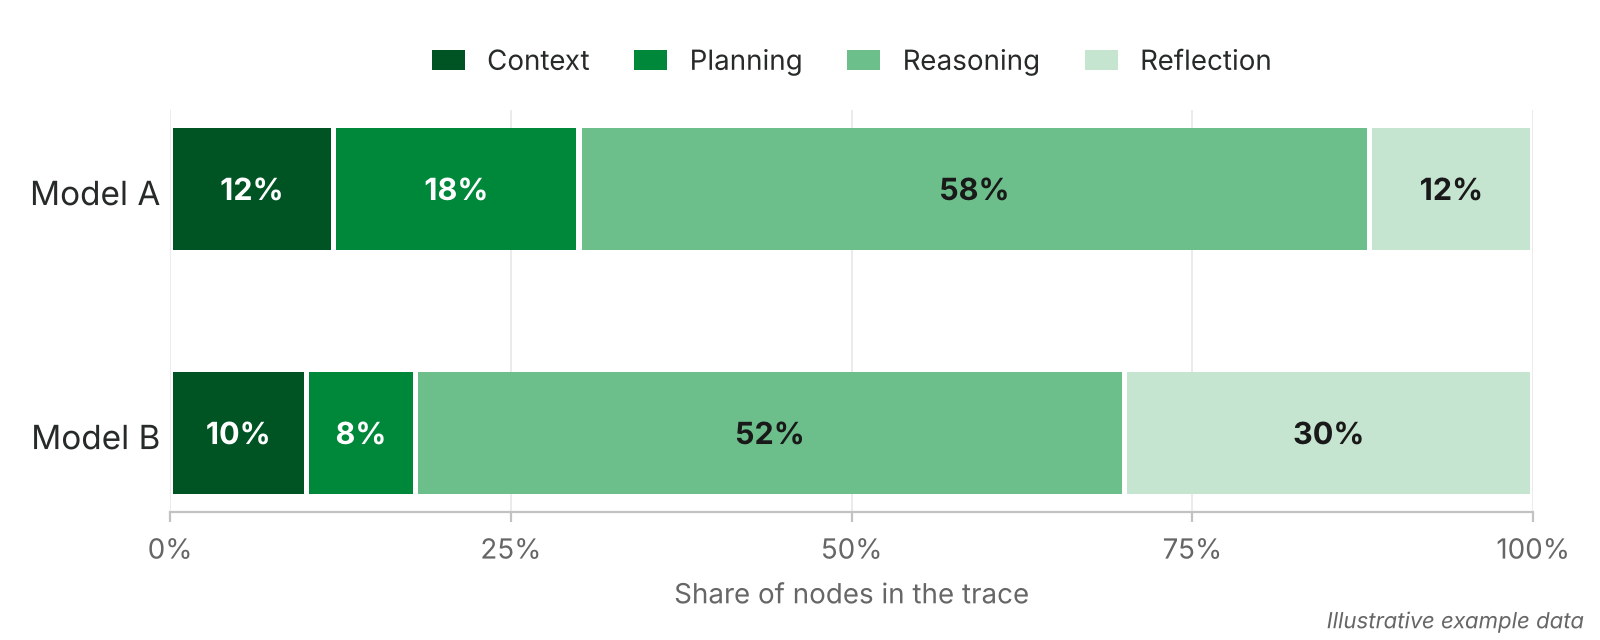 Context Planning Reasoning Reflection
Model A 12% 18% 58% 12%
Model B 10% 8% 52% 30%
0% 25% 50% 75% 100%
Share of nodes in the trace
Illustrative example data